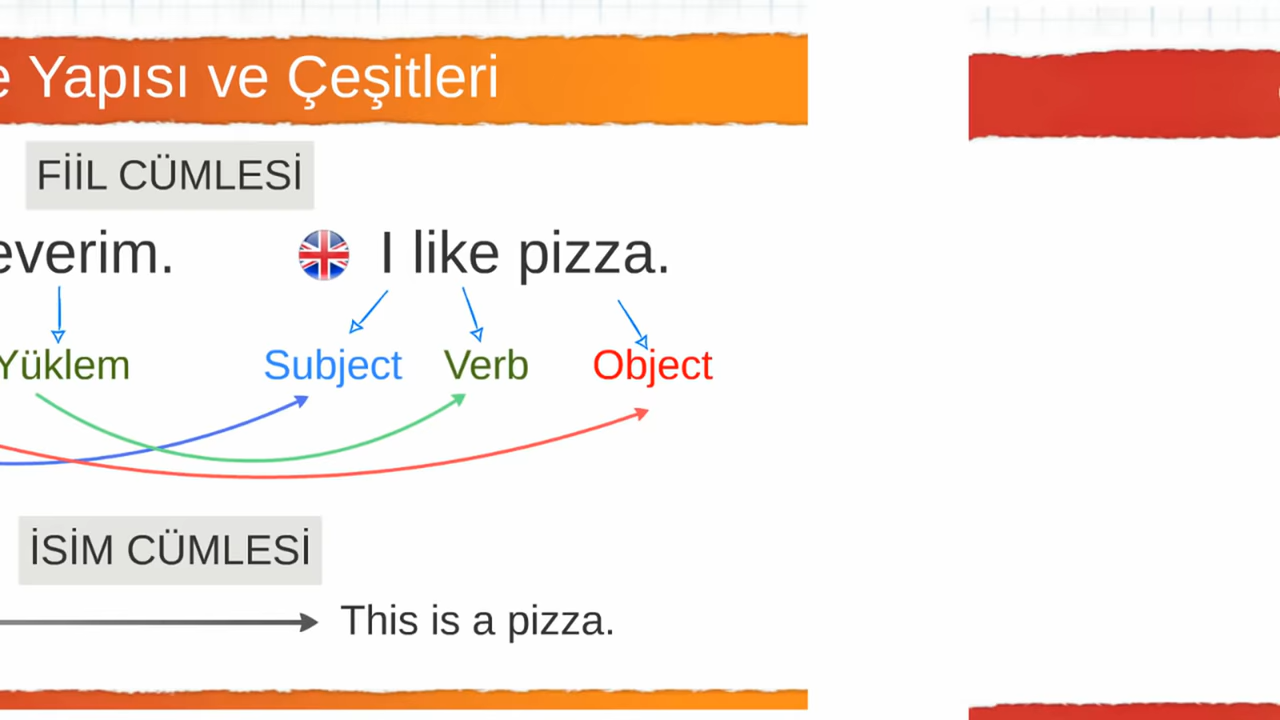 Yapısı ve Çeşitleri
FİİL CÜMLESİ
everim.
I like pizza.
Yüklem
Subject
Verb
Object
İSİM CÜMLESİ
This is a pizza.